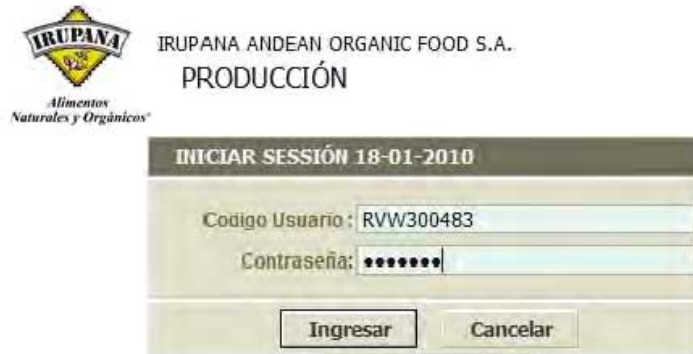 IRUPANA
Alimentos
Naturales y Orgánicos®
IRUPANA ANDEAN ORGANIC FOOD S.A.
PRODUCCIÓN
INICIAR SESSIÓN 18-01-2010
Codigo Usuario : RVW300483
Contraseña: •••••••
Ingresar Cancelar